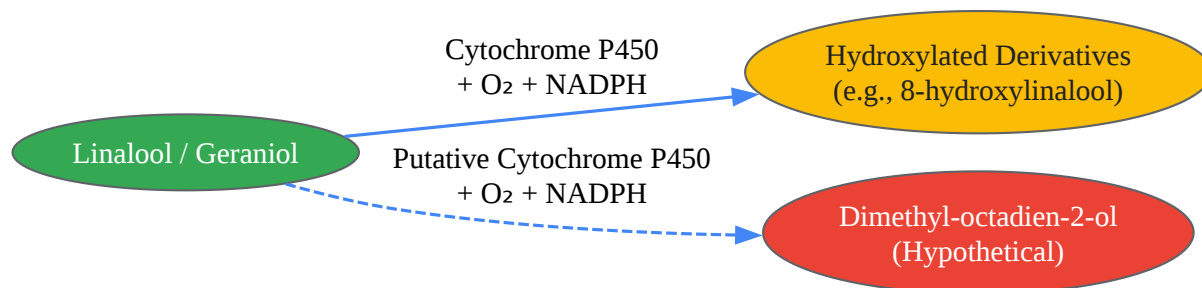 Linalool / Geraniol
Cytochrome P450
+ O₂ + NADPH
Hydroxylated Derivatives
(e.g., 8-hydroxylinalool)
Putative Cytochrome P450
+ O₂ + NADPH
Dimethyl-octadien-2-ol
(Hypothetical)